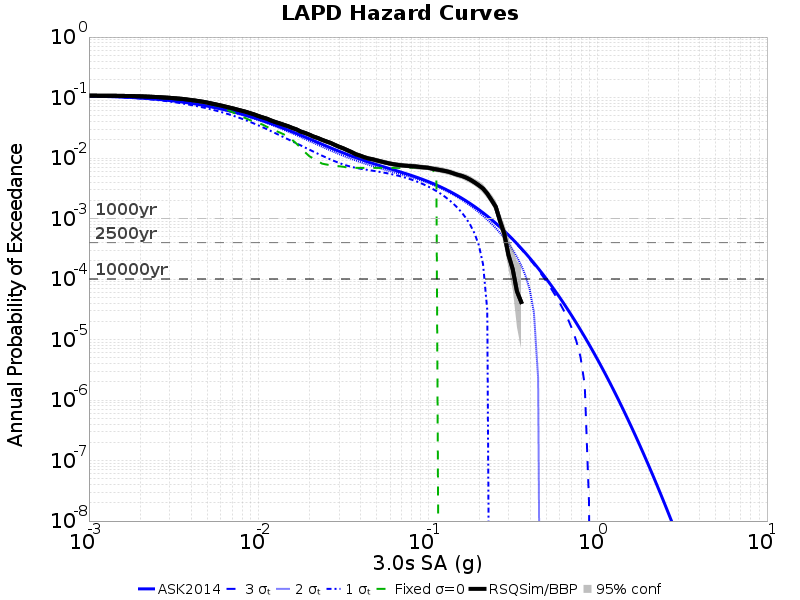 LAPD Hazard Curves
Annual Probability of Exceedance
10^0
10^-1
10^-2
10^-3
1000yr
2500yr
10^-4
10000yr
10^-5
10^-6
10^-7
10^-8
10^-3 10^-2 10^-1 10^0 10^1
3.0s SA (g)
ASK2014 3 σₜ 2 σₜ 1 σₜ Fixed σ=0 RSQSim/BBP 95% conf